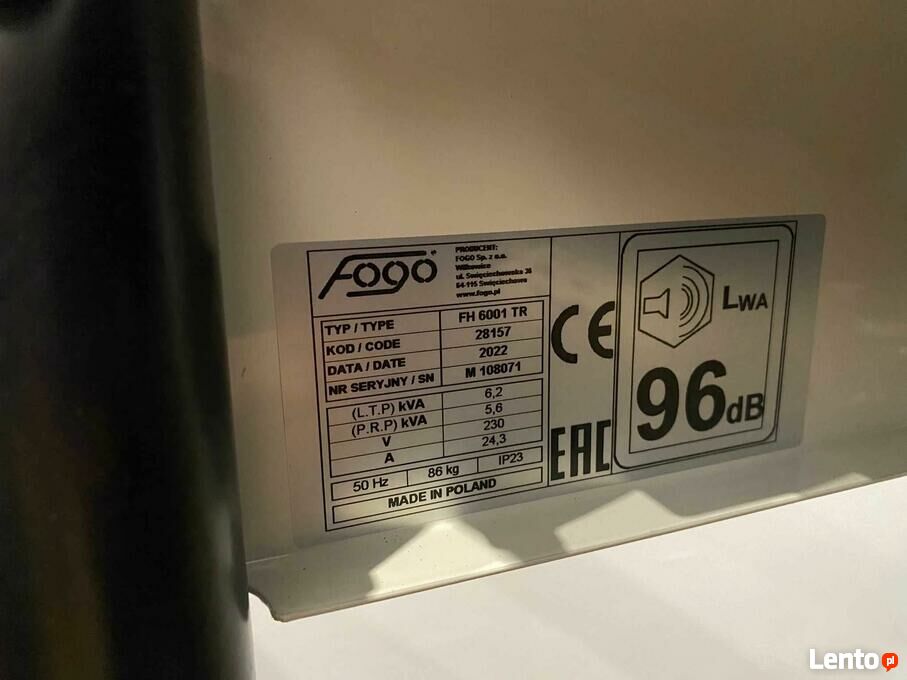 FOGO®
PRODUCENT:
FOGO Sp. z o.o.
Wilkowice
ul. Święciechowska 36
64-115 Święciechowa
www.fogo.pl
TYP / TYPE FH 6001 TR
KOD / CODE 28157
DATA / DATE 2022
NR SERYJNY / SN M 108071
(L.T.P) kVA 6,2
(P.R.P) kVA 5,6
V 230
A 24,3
50 Hz 86 kg IP23
MADE IN POLAND
CE
EAC
LWA
96dB
Lento.pl